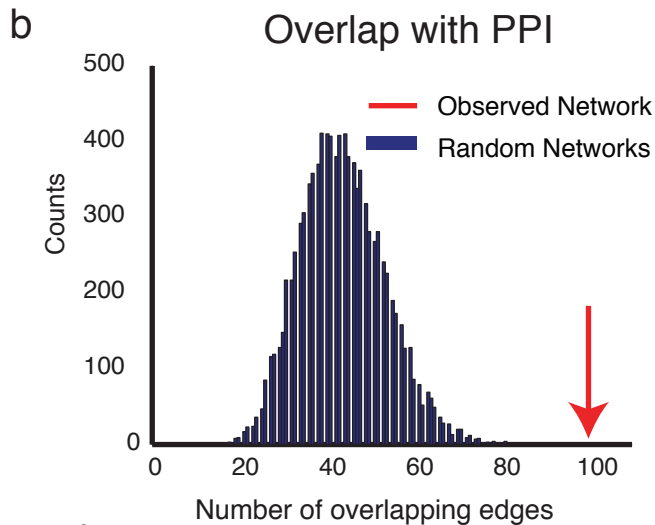 b
Overlap with PPI
500
400
300
200
100
0
Counts
Observed Network
Random Networks
0 20 40 60 80 100
Number of overlapping edges